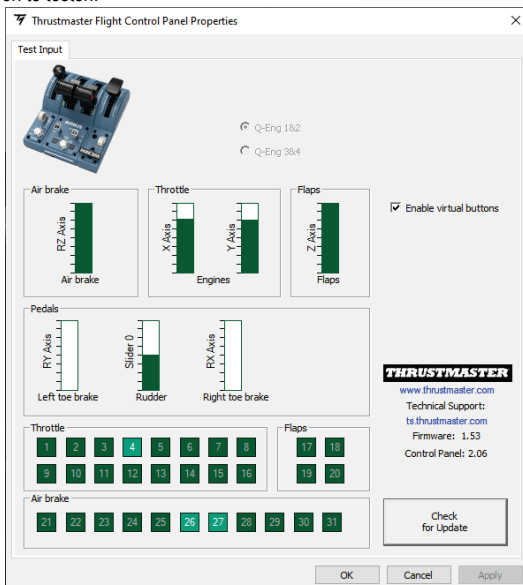 Thrustmaster Flight Control Panel Properties
Test Input
Q-Eng 1&2
Q-Eng 3&4
Air brake
RZ Axis
Air brake
Throttle
X Axis
Y Axis
Engines
Flaps
Z Axis
Flaps
Enable virtual buttons
Pedals
RY Axis
Left toe brake
Slider 0
Rudder
RX Axis
Right toe brake
THRUSTMASTER
www.thrustmaster.com
Technical Support:
ts.thrustmaster.com
Firmware: 1.53
Control Panel: 2.06
Throttle
1 2 3 4 5 6 7 8
9 10 11 12 13 14 15 16
Flaps
17 18
19 20
Air brake
21 22 23 24 25 26 27 28 29 30 31
Check
for Update
OK Cancel Apply